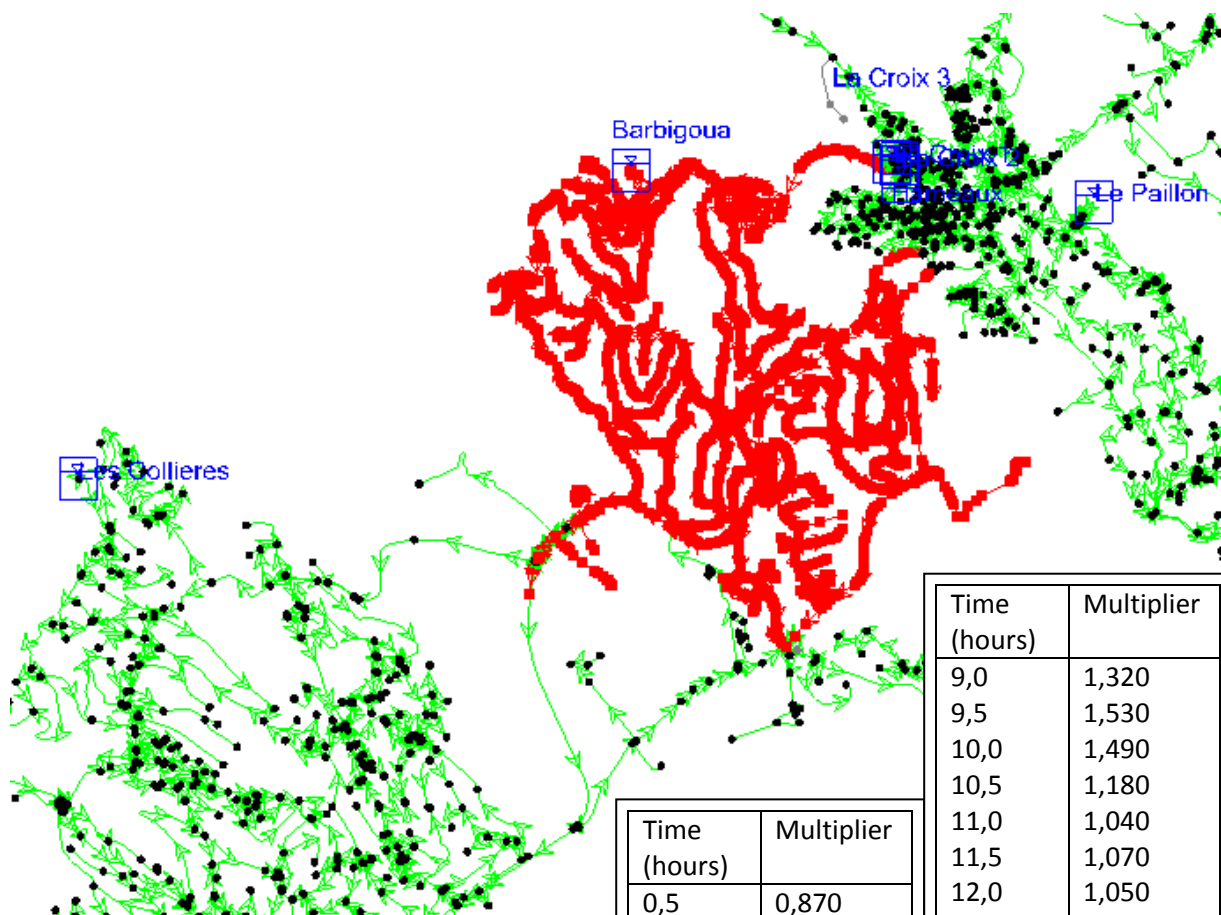 La Croix 3
Barbigoua
Le Paillon
Les Collieres
Time
(hours)
Multiplier
9,0 1,320
9,5 1,530
10,0 1,490
10,5 1,180
11,0 1,040
11,5 1,070
12,0 1,050
Time
(hours)
Multiplier
0,5 0,870